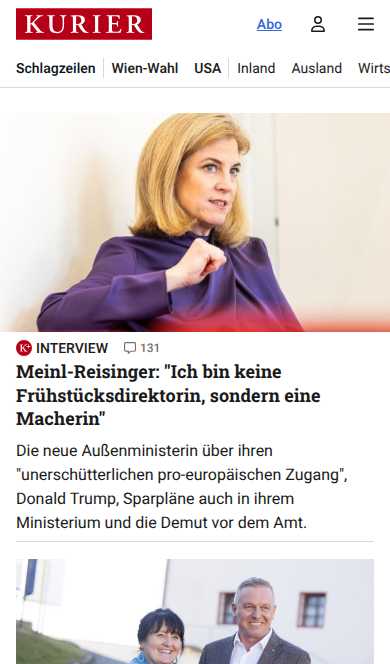 KURIER
Abo
Schlagzeilen Wien-Wahl USA Inland Ausland Wirts
K+ INTERVIEW 131
Meinl-Reisinger: "Ich bin keine
Frühstücksdirektorin, sondern eine
Macherin"
Die neue Außenministerin über ihren
"unerschütterlichen pro-europäischen Zugang",
Donald Trump, Sparpläne auch in ihrem
Ministerium und die Demut vor dem Amt.